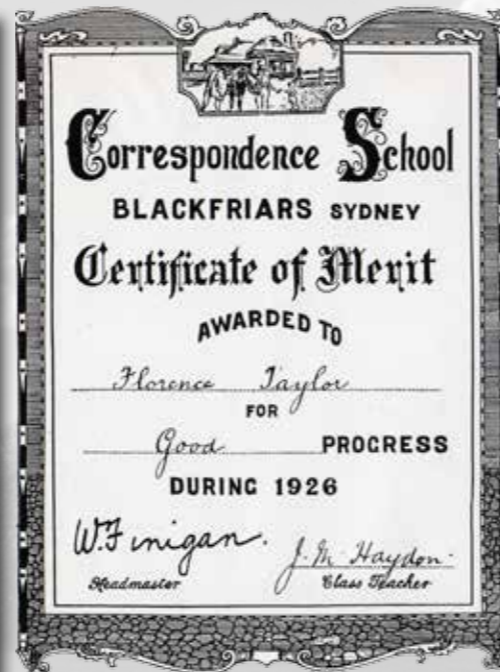 Correspondence School
BLACKFRIARS SYDNEY
Certificate of Merit
AWARDED TO
Florence Taylor
FOR
Good PROGRESS
DURING 1926
W. Finigan.
J. M. Haydon.
Headmaster Class Teacher